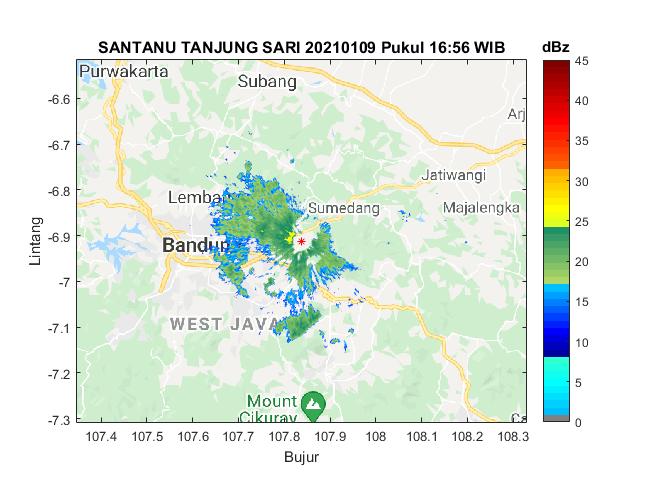 SANTANU TANJUNG SARI 20210109 Pukul 16:56 WIB
dBz
Purwakarta
Subang
Arj
Jatiwangi
Lemba
Sumedang
Majalengka
Bandun
WEST JAVA
Mount
Cikuray
-6.6
-6.7
-6.8
-6.9
-7
-7.1
-7.2
-7.3
Lintang
107.4 107.5 107.6 107.7 107.8 107.9 108 108.1 108.2 108.3
Bujur
45
40
35
30
25
20
15
10
5
0